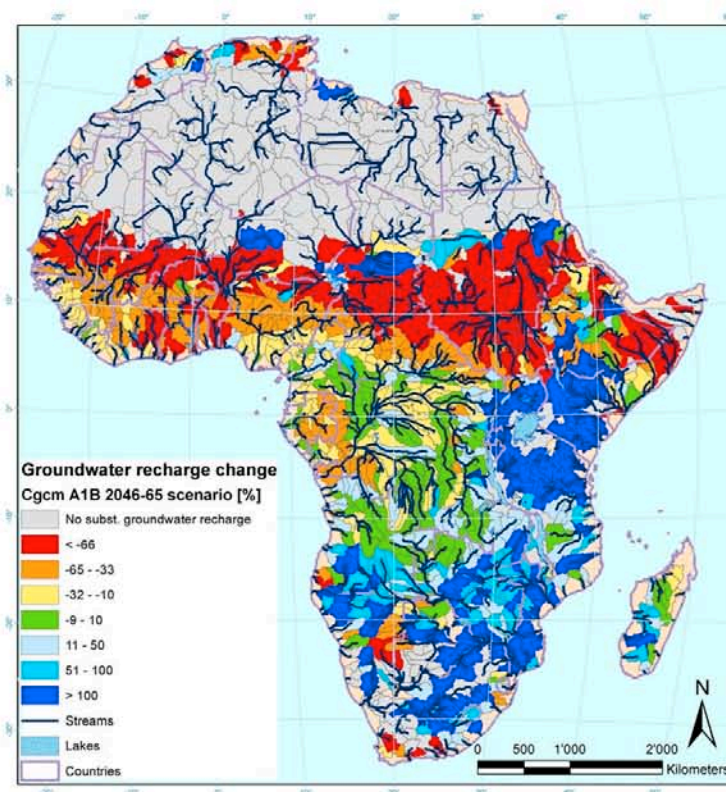 Groundwater recharge change
Cgcm A1B 2046-65 scenario [%]
No subst. groundwater recharge
< -66
-65 - -33
-32 - -10
-9 - 10
11 - 50
51 - 100
> 100
Streams
Lakes
Countries
N
0 500 1'000 2'000
Kilometers